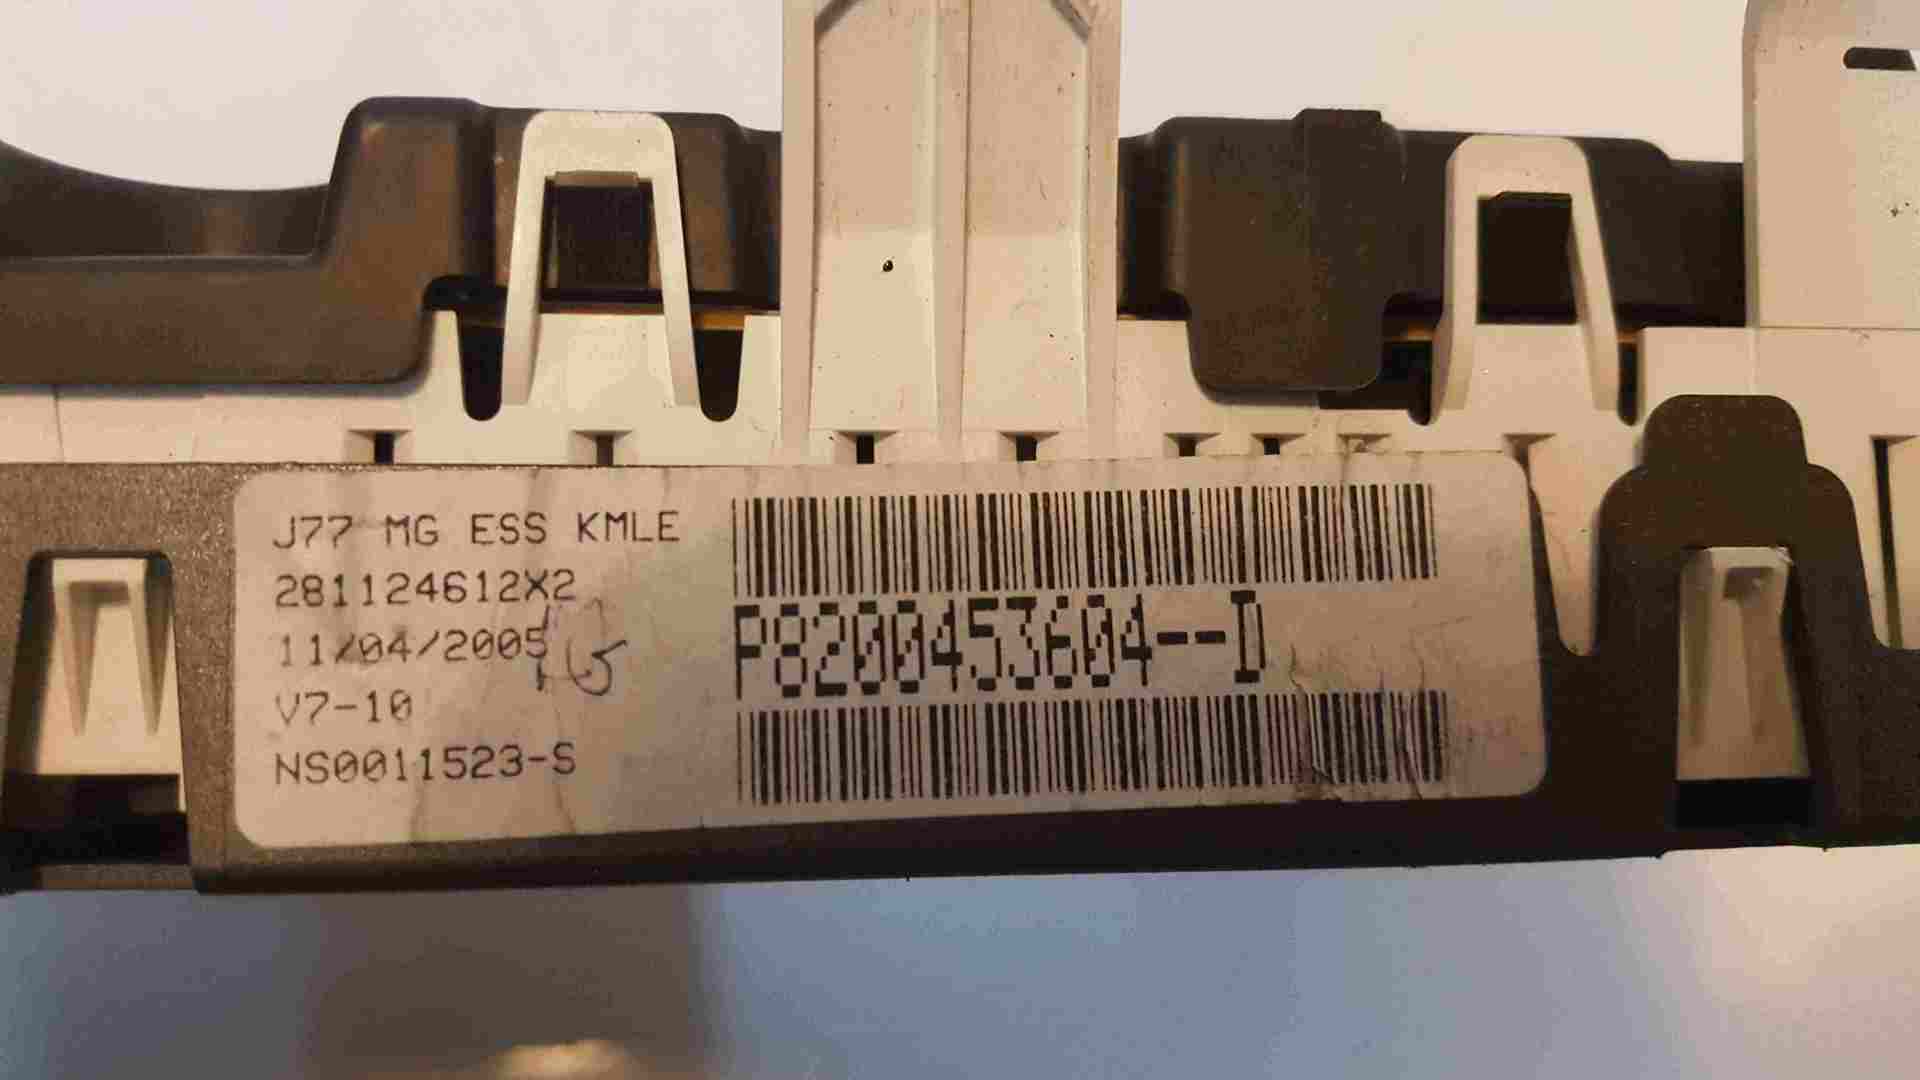 J77 MG ESS KMLE
281124612X2
11/04/2005
V7-10
NS0011523-S
P8200453604--D